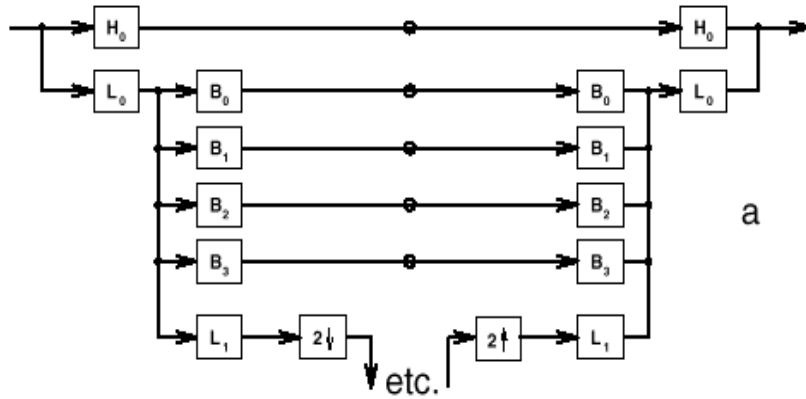 H₀ H₀
L₀ B₀ B₀ L₀
B₁ B₁
B₂ B₂ a
B₃ B₃
L₁ 2↓ 2↑ L₁
etc.